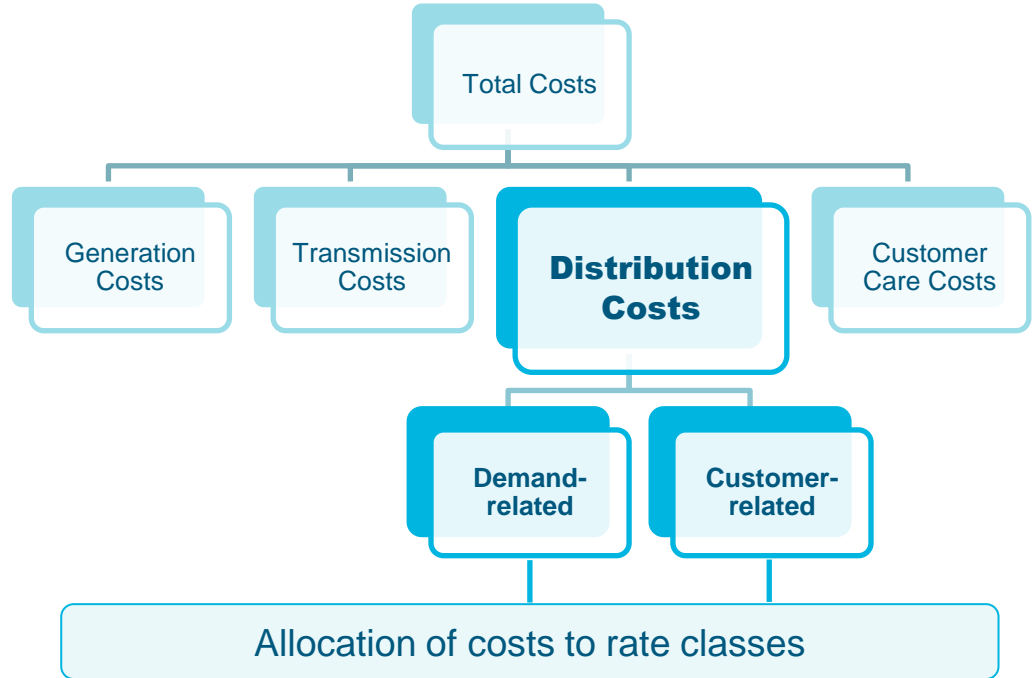 Total Costs
Generation
Costs
Transmission
Costs
Distribution
Costs
Customer
Care Costs
Demand-
related
Customer-
related
Allocation of costs to rate classes